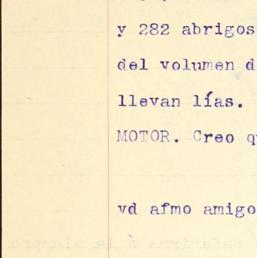 y 282 abrigos
del volumen d
llevan lías.
MOTOR. Creo q
vd afmo amigo